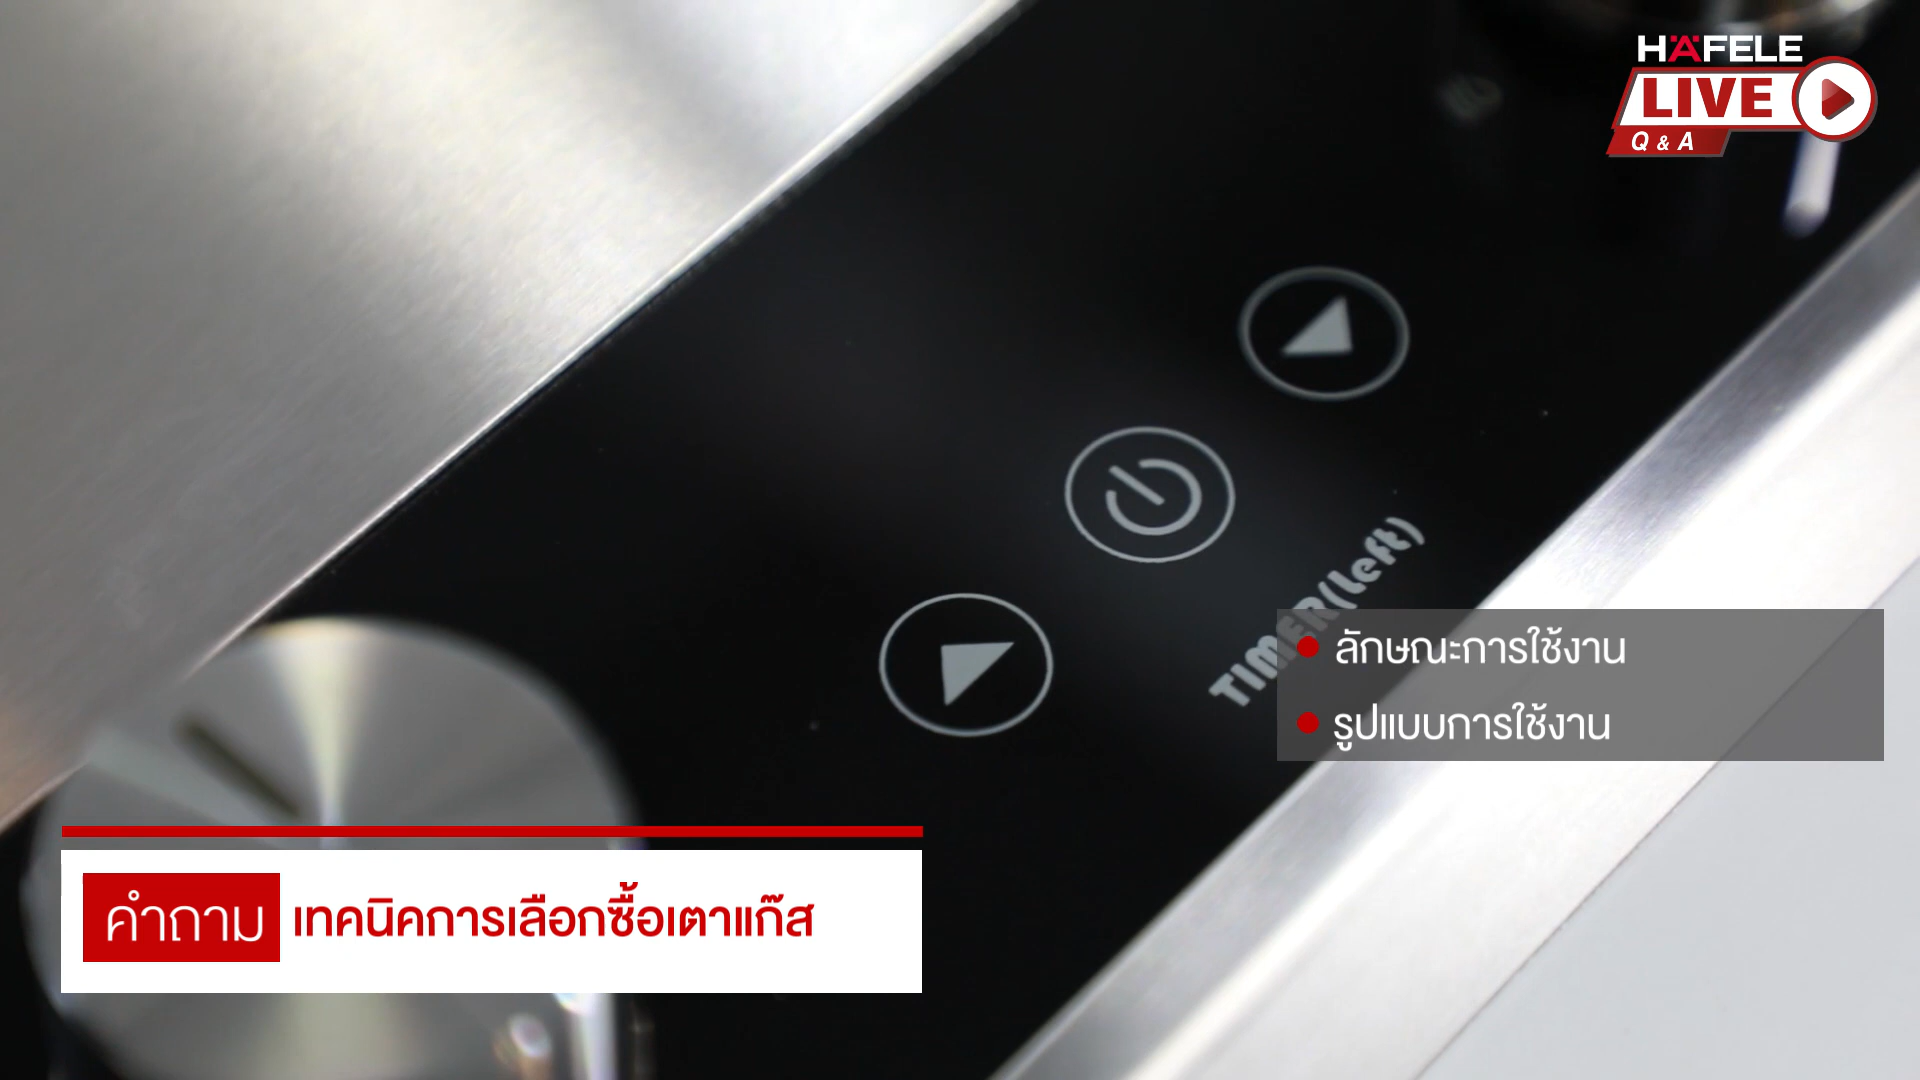 HÄFELE
LIVE
Q & A
TIMER(Left)
ลักษณะการใช้งาน
รูปแบบการใช้งาน
คำถาม เทคนิคการเลือกซื้อเตาแก๊ส